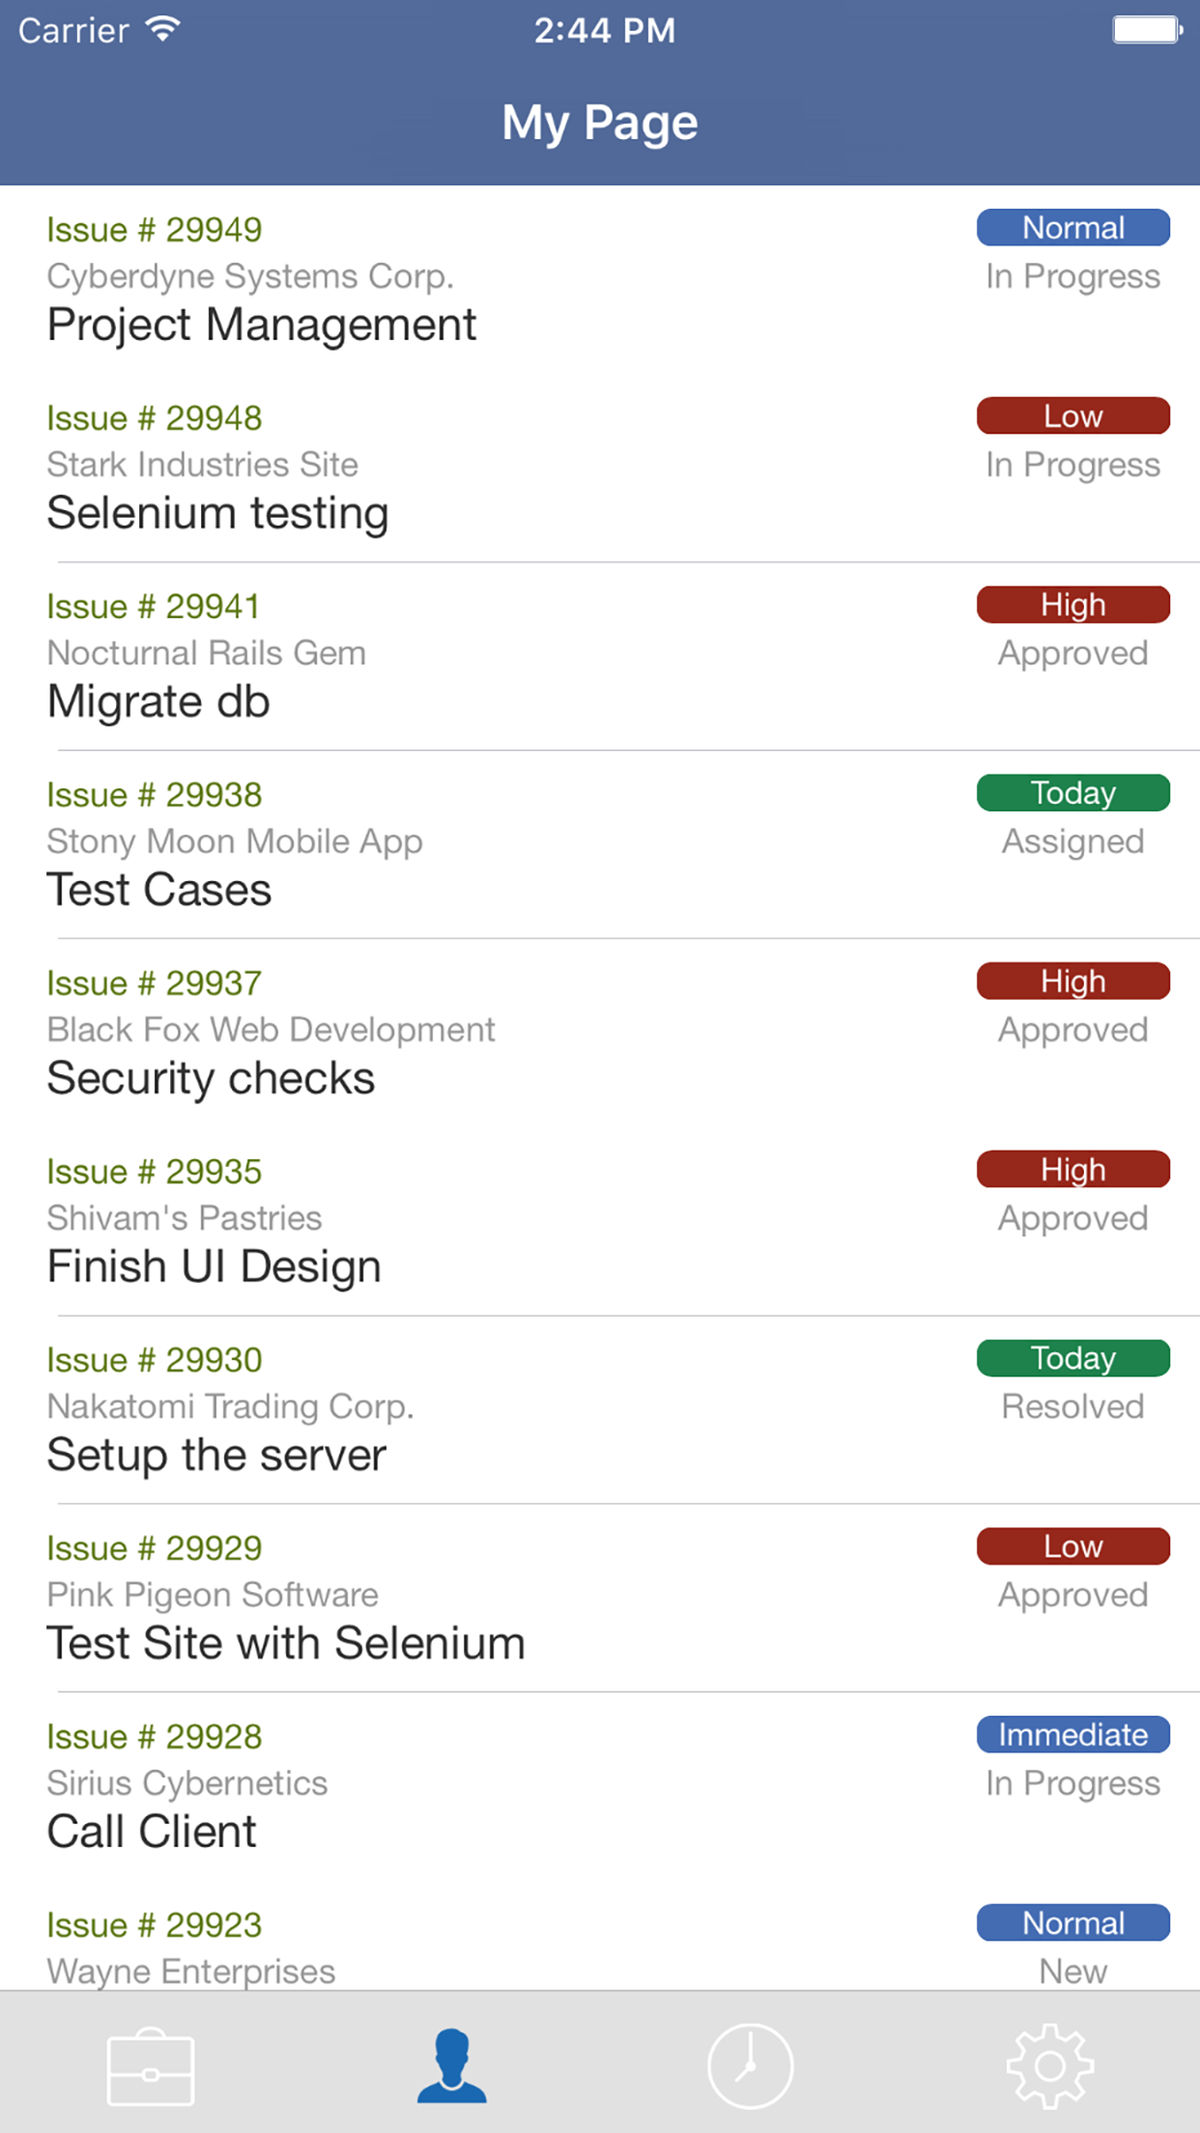 Carrier 2:44 PM
My Page
Issue # 29949 Normal
Cyberdyne Systems Corp. In Progress
Project Management
Issue # 29948 Low
Stark Industries Site In Progress
Selenium testing
Issue # 29941 High
Nocturnal Rails Gem Approved
Migrate db
Issue # 29938 Today
Stony Moon Mobile App Assigned
Test Cases
Issue # 29937 High
Black Fox Web Development Approved
Security checks
Issue # 29935 High
Shivam's Pastries Approved
Finish UI Design
Issue # 29930 Today
Nakatomi Trading Corp. Resolved
Setup the server
Issue # 29929 Low
Pink Pigeon Software Approved
Test Site with Selenium
Issue # 29928 Immediate
Sirius Cybernetics In Progress
Call Client
Issue # 29923 Normal
Wayne Enterprises New